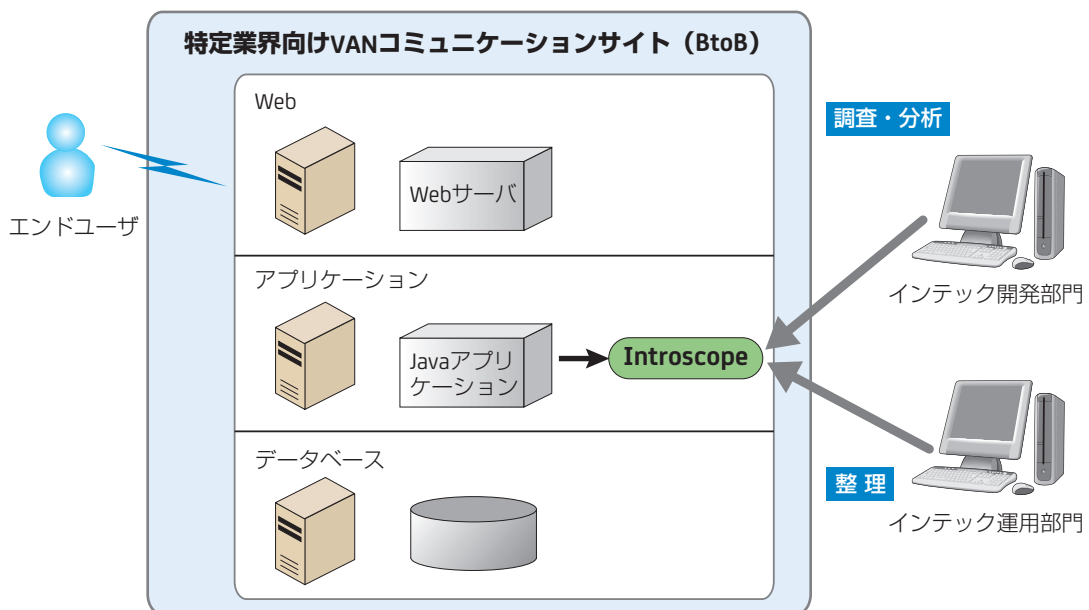 特定業界向けVANコミュニケーションサイト（BtoB）
Web
Webサーバ
エンドユーザ
調査・分析
インテック開発部門
アプリケーション
Javaアプリ
ケーション
Introscope
データベース
整 理
インテック運用部門